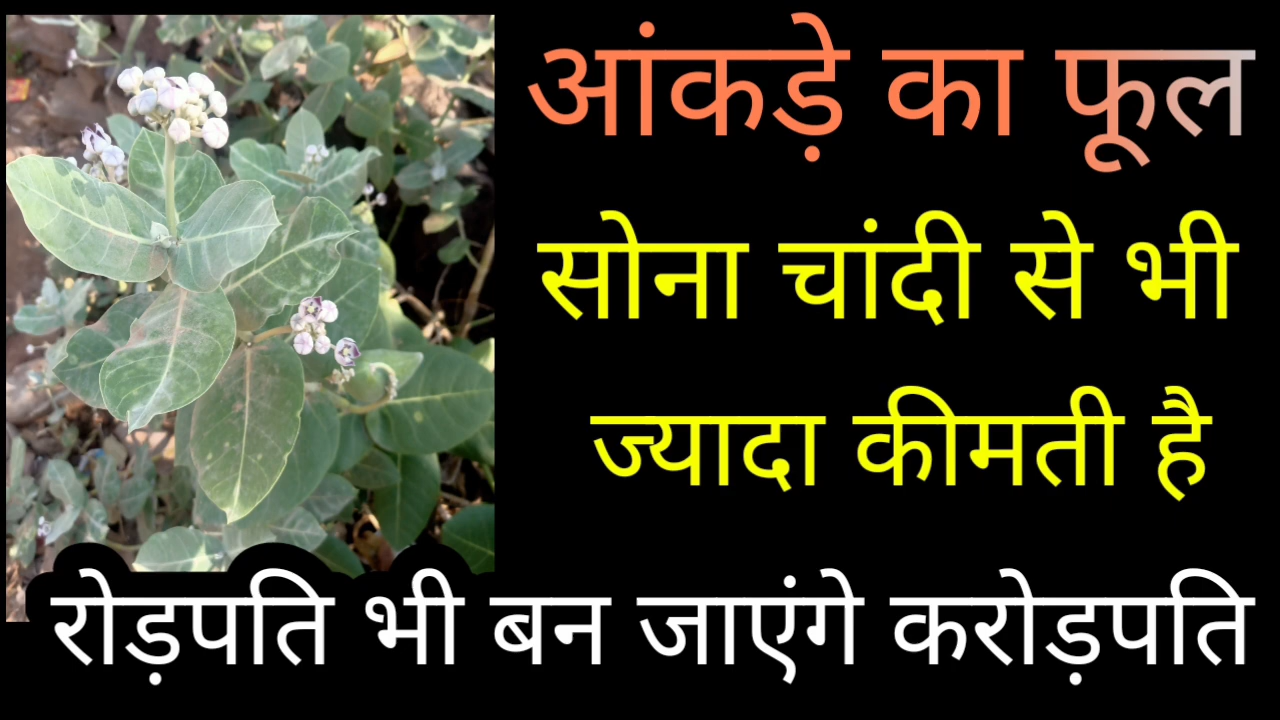 आंकड़े का फूल
सोना चांदी से भी
ज्यादा कीमती है
रोड़पति भी बन जाएंगे करोड़पति